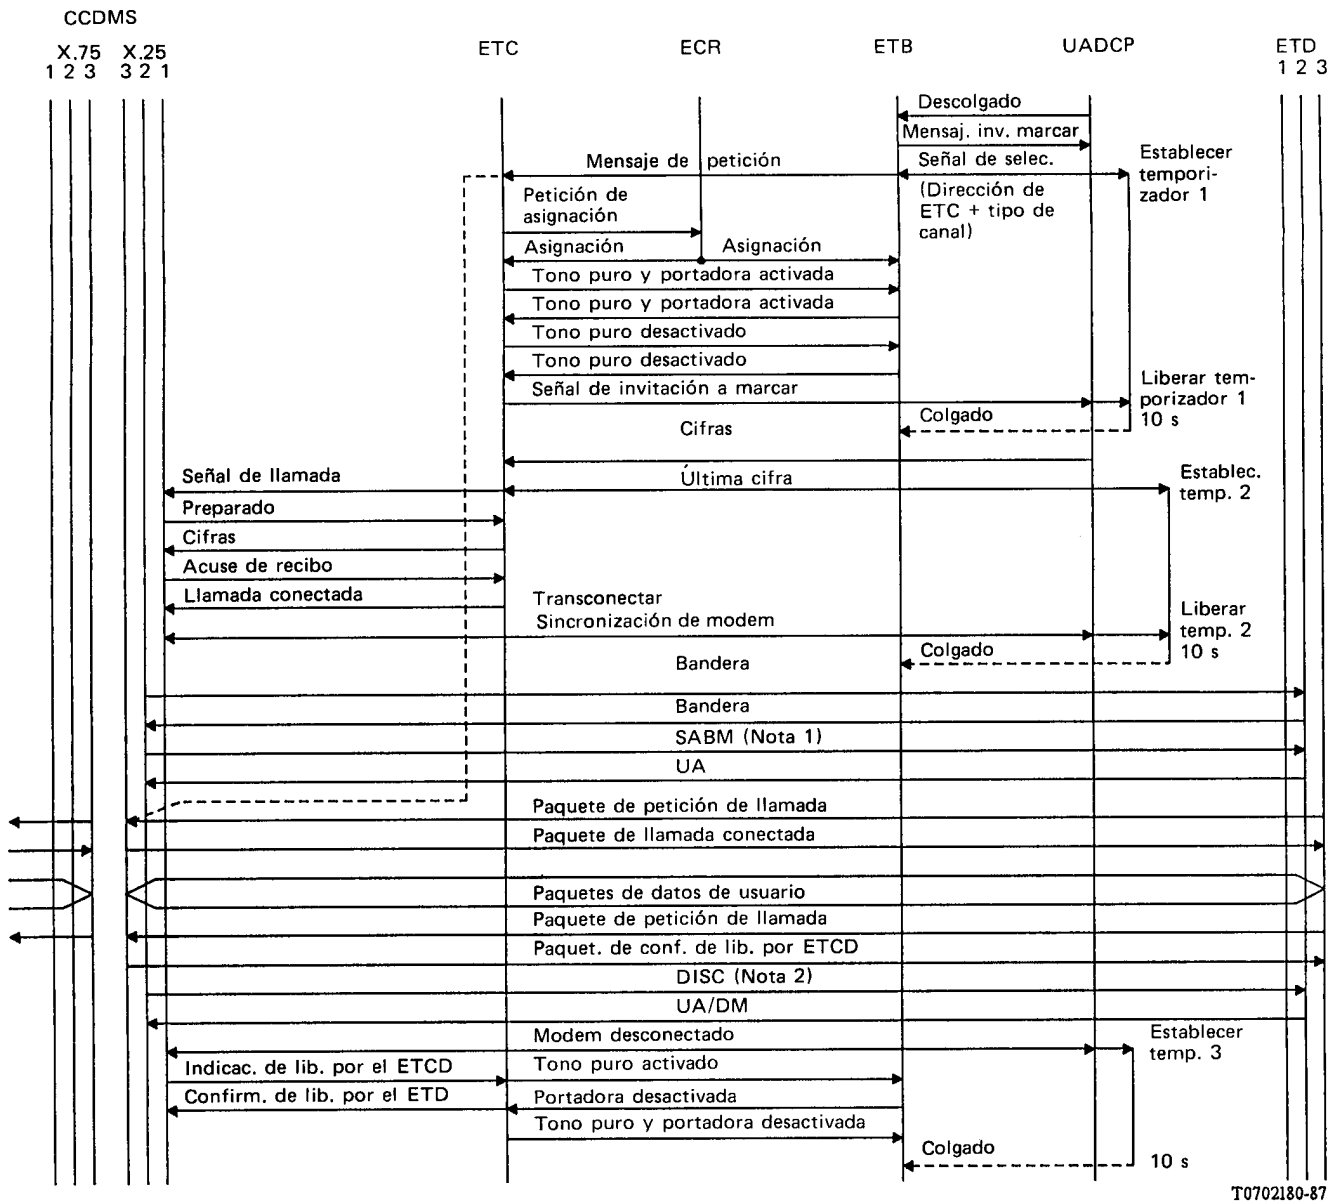 CCDMS
X.75 X.25 ETC ECR ETB UADCP ETD
1 2 3 3 2 1 1 2 3
Descolgado
Mensaj. inv. marcar
Mensaje de petición
Señal de selec.
(Dirección de
ETC + tipo de
canal)
Establecer
tempori-
zador 1
Petición de
asignación
Asignación Asignación
Tono puro y portadora activada
Tono puro y portadora activada
Tono puro desactivado
Tono puro desactivado
Señal de invitación a marcar
Liberar tem-
porizador 1
10 s
Colgado
Cifras
Señal de llamada
Última cifra
Establec.
temp. 2
Preparado
Cifras
Acuse de recibo
Llamada conectada
Transconectar
Sincronización de modem
Liberar
temp. 2
10 s
Colgado
Bandera
Bandera
SABM (Nota 1)
UA
Paquete de petición de llamada
Paquete de llamada conectada
Paquetes de datos de usuario
Paquete de petición de llamada
Paquet. de conf. de lib. por ETCD
DISC (Nota 2)
UA/DM
Modem desconectado
Establecer
temp. 3
Indicac. de lib. por el ETCD Tono puro activado
Confirm. de lib. por el ETD Portadora desactivada
Tono puro y portadora desactivada
Colgado
10 s
T0702180-87